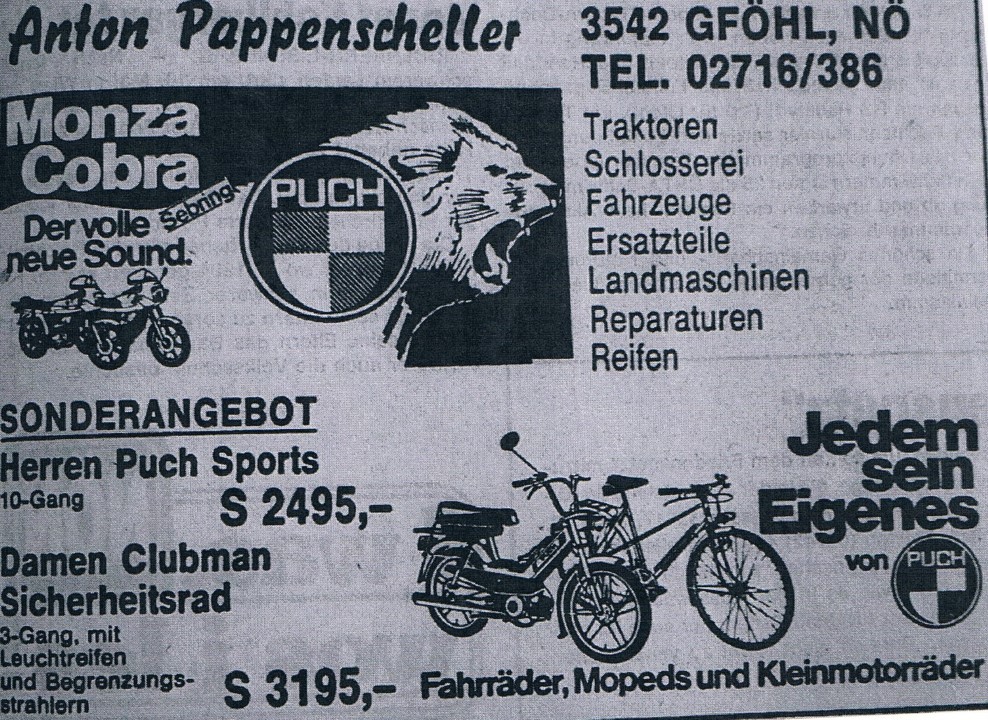 Anton Pappenscheller
3542 GFÖHL, NÖ
TEL. 02716/386
Monza
Cobra
Der volle
neue Sound.
Sebring
PUCH
Traktoren
Schlosserei
Fahrzeuge
Ersatzteile
Landmaschinen
Reparaturen
Reifen
SONDERANGEBOT
Herren Puch Sports
10-Gang
S 2495,–
Damen Clubman
Sicherheitsrad
3-Gang, mit
Leuchtreifen
und Begrenzungs-
strahlern
S 3195,–
Jedem
sein
Eigenes
von PUCH
Fahrräder, Mopeds und Kleinmotorräder